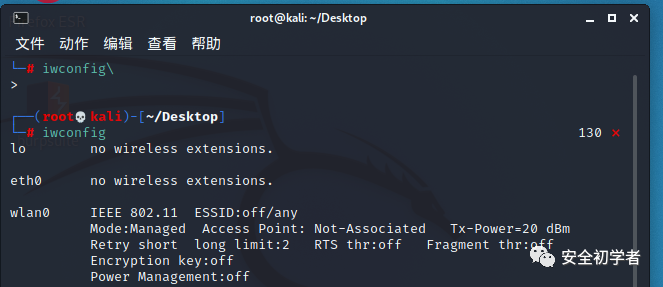 root@kali: ~/Desktop
文件 动作 编辑 查看 帮助
└─# iwconfig\
>
┌──(root💀kali)-[~/Desktop]
└─# iwconfig 130 ⨯
lo no wireless extensions.
eth0 no wireless extensions.
wlan0 IEEE 802.11 ESSID:off/any
Mode:Managed Access Point: Not-Associated Tx-Power=20 dBm
Retry short long limit:2 RTS thr:off Fragment thr:off
Encryption key:off
Power Management:off
安全初学者